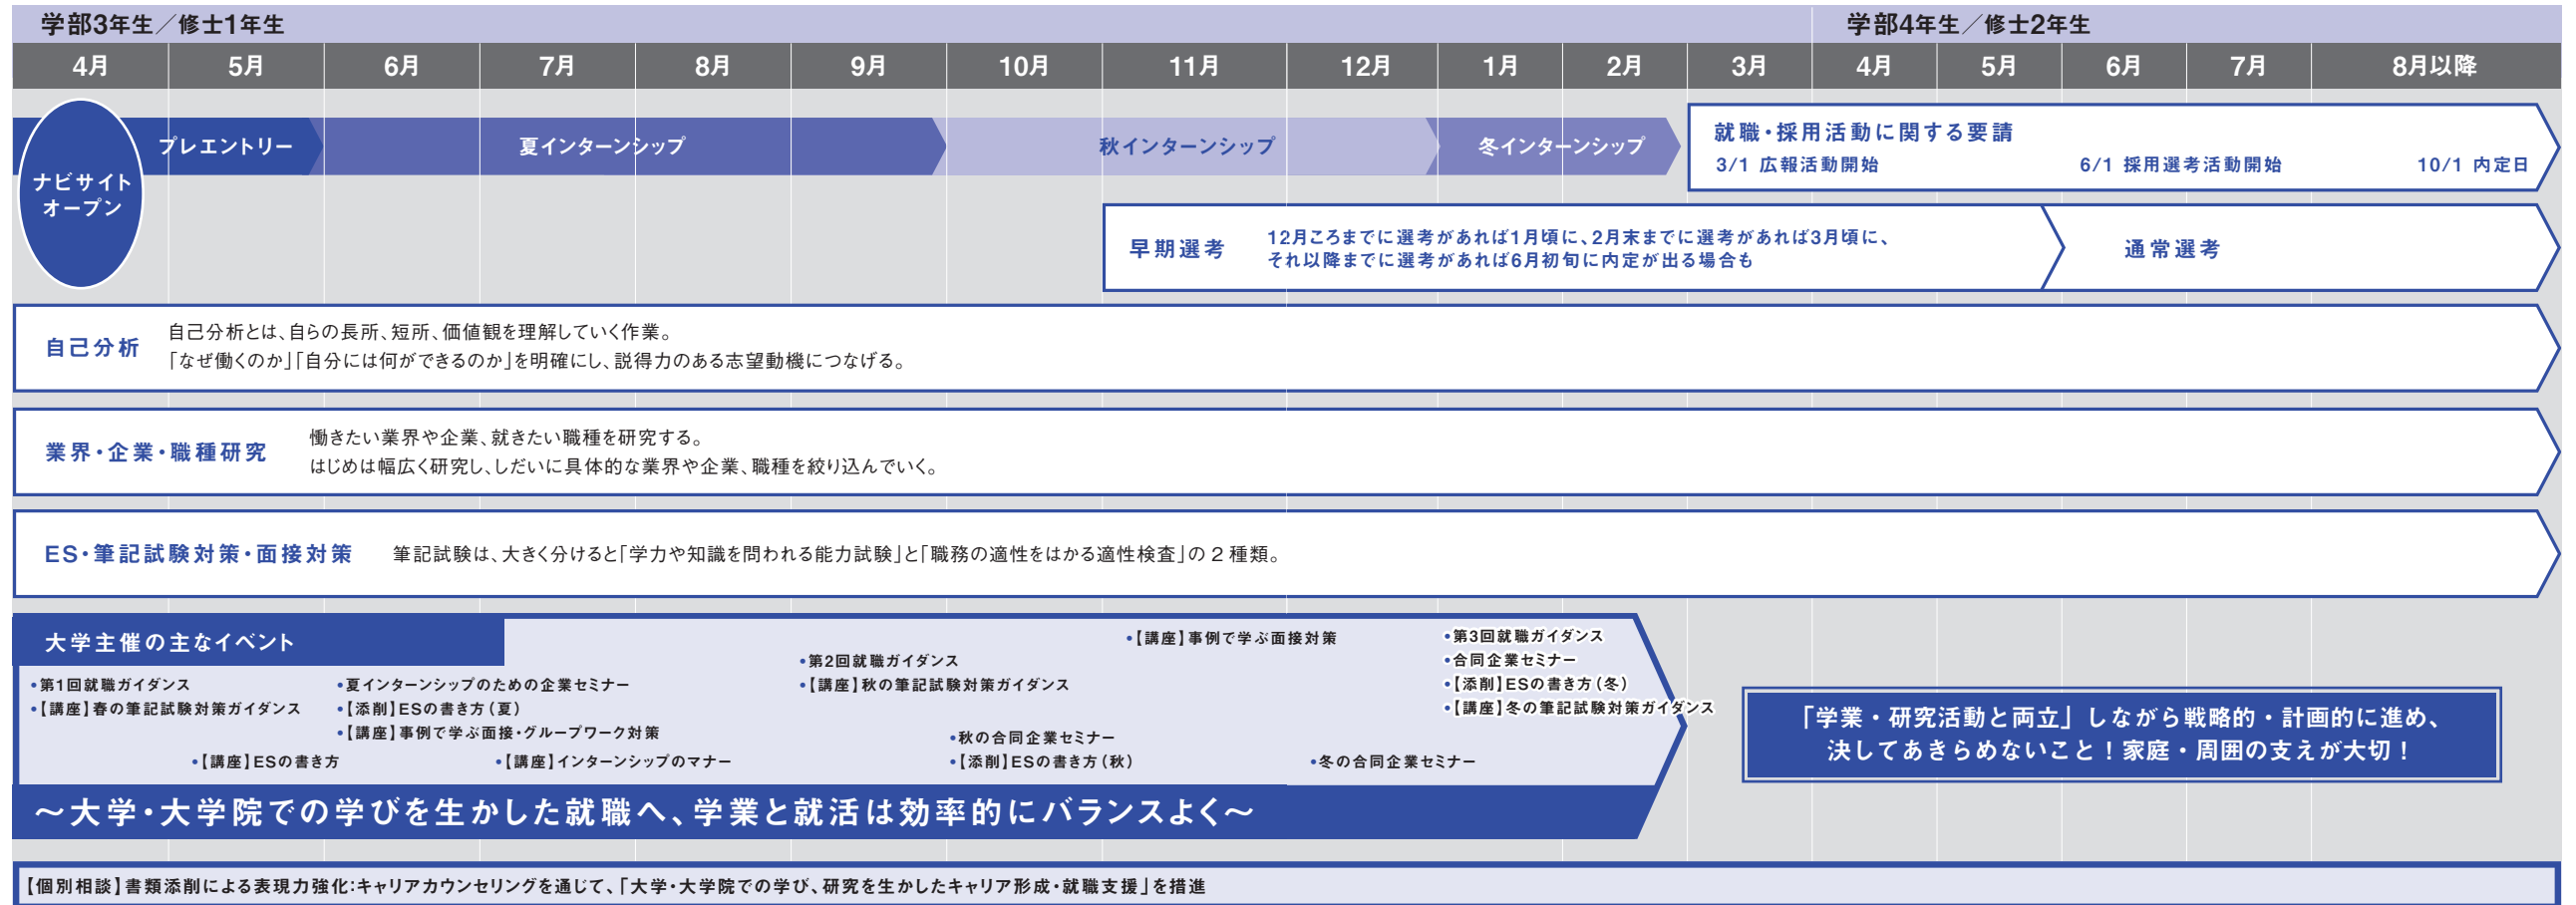 学部3年生／修士1年生
学部4年生／修士2年生
4月
5月
6月
7月
8月
9月
10月
11月
12月
1月
2月
3月
4月
5月
6月
7月
8月以降
ナビサイト
オープン
プレエントリー
夏インターンシップ
秋インターンシップ
冬インターンシップ
就職・採用活動に関する要請
3/1 広報活動開始
6/1 採用選考活動開始
10/1 内定日
早期選考
12月ころまでに選考があれば1月頃に、2月末までに選考があれば3月頃に、
それ以降までに選考があれば6月初旬に内定が出る場合も
通常選考
自己分析
自己分析とは、自らの長所、短所、価値観を理解していく作業。
「なぜ働くのか」「自分には何ができるのか」を明確にし、説得力のある志望動機につなげる。
業界・企業・職種研究
働きたい業界や企業、就きたい職種を研究する。
はじめは幅広く研究し、しだいに具体的な業界や企業、職種を絞り込んでいく。
ES・筆記試験対策・面接対策
筆記試験は、大きく分けると「学力や知識を問われる能力試験」と「職務の適性をはかる適性検査」の2種類。
大学主催の主なイベント
•第1回就職ガイダンス
•【講座】春の筆記試験対策ガイダンス
•【講座】ESの書き方
•夏インターンシップのための企業セミナー
•【添削】ESの書き方（夏）
•【講座】事例で学ぶ面接・グループワーク対策
•【講座】インターンシップのマナー
•第2回就職ガイダンス
•【講座】秋の筆記試験対策ガイダンス
•秋の合同企業セミナー
•【添削】ESの書き方（秋）
•【講座】事例で学ぶ面接対策
•冬の合同企業セミナー
•第3回就職ガイダンス
•合同企業セミナー
•【添削】ESの書き方（冬）
•【講座】冬の筆記試験対策ガイダンス
「学業・研究活動と両立」しながら戦略的・計画的に進め、
決してあきらめないこと！家庭・周囲の支えが大切！
〜大学・大学院での学びを生かした就職へ、学業と就活は効率的にバランスよく〜
【個別相談】書類添削による表現力強化:キャリアカウンセリングを通じて、「大学・大学院での学び、研究を生かしたキャリア形成・就職支援」を措進